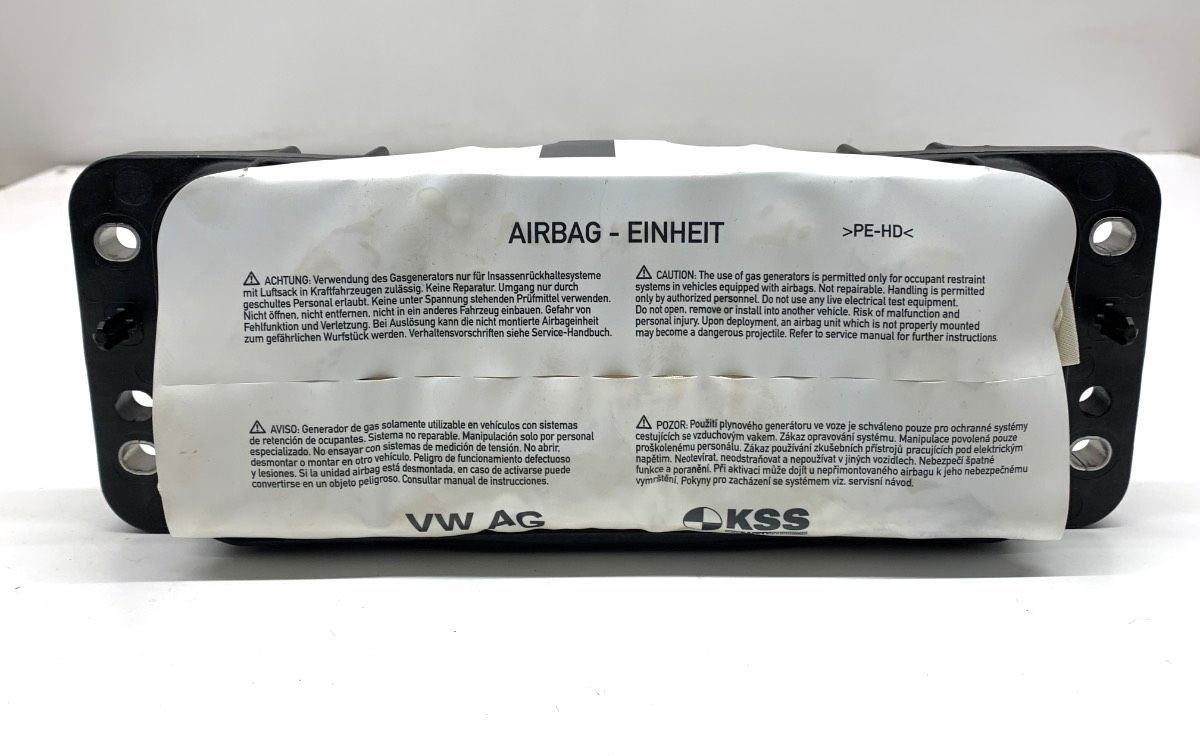 AIRBAG - EINHEIT
>PE-HD<
⚠ ACHTUNG: Verwendung des Gasgenerators nur für Insassenrückhaltesysteme
mit Luftsack in Kraftfahrzeugen zulässig. Keine Reparatur. Umgang nur durch
geschultes Personal erlaubt. Keine unter Spannung stehenden Prüfmittel verwenden.
Nicht öffnen, nicht entfernen, nicht in ein anderes Fahrzeug einbauen. Gefahr von
Fehlfunktion und Verletzung. Bei Auslösung kann die nicht montierte Airbageinheit
zum gefährlichen Wurfstück werden. Verhaltensvorschriften siehe Service-Handbuch.
⚠ CAUTION: The use of gas generators is permitted only for occupant restraint
systems in vehicles equipped with airbags. Not repairable. Handling is permitted
only by authorized personnel. Do not use any live electrical test equipment.
Do not open, remove or install into another vehicle. Risk of malfunction and
personal injury. Upon deployment, an airbag unit which is not properly mounted
may become a dangerous projectile. Refer to service manual for further instructions.
⚠ AVISO: Generador de gas solamente utilizable en vehículos con sistemas
de retención de ocupantes. Sistema no reparable. Manipulación solo por personal
especializado. No ensayar con sistemas de medición de tensión. No abrir,
desmontar o montar en otro vehículo. Peligro de funcionamiento defectuoso
y lesiones. Si la unidad airbag está desmontada, en caso de activarse puede
convertirse en un objeto peligroso. Consultar manual de instrucciones.
⚠ POZOR: Použití plynového generátoru ve voze je schváleno pouze pro ochranné systémy
cestujících se vzduchovým vakem. Zákaz opravování systému. Manipulace povolená pouze
proškolenému personálu. Zákaz používání zkušebních přístrojů pracujících pod elektrickým
napětím. Neotevírat, neodstraňovat a nepoužívat v jiných vozidlech. Nebezpečí špatné
funkce a poranění. Při aktivaci může dojít u nepřimontovaného airbagu k jeho nebezpečnému
vymrštění. Pokyny pro zacházení se systémem viz. servisní návod.
VW AG
KSS